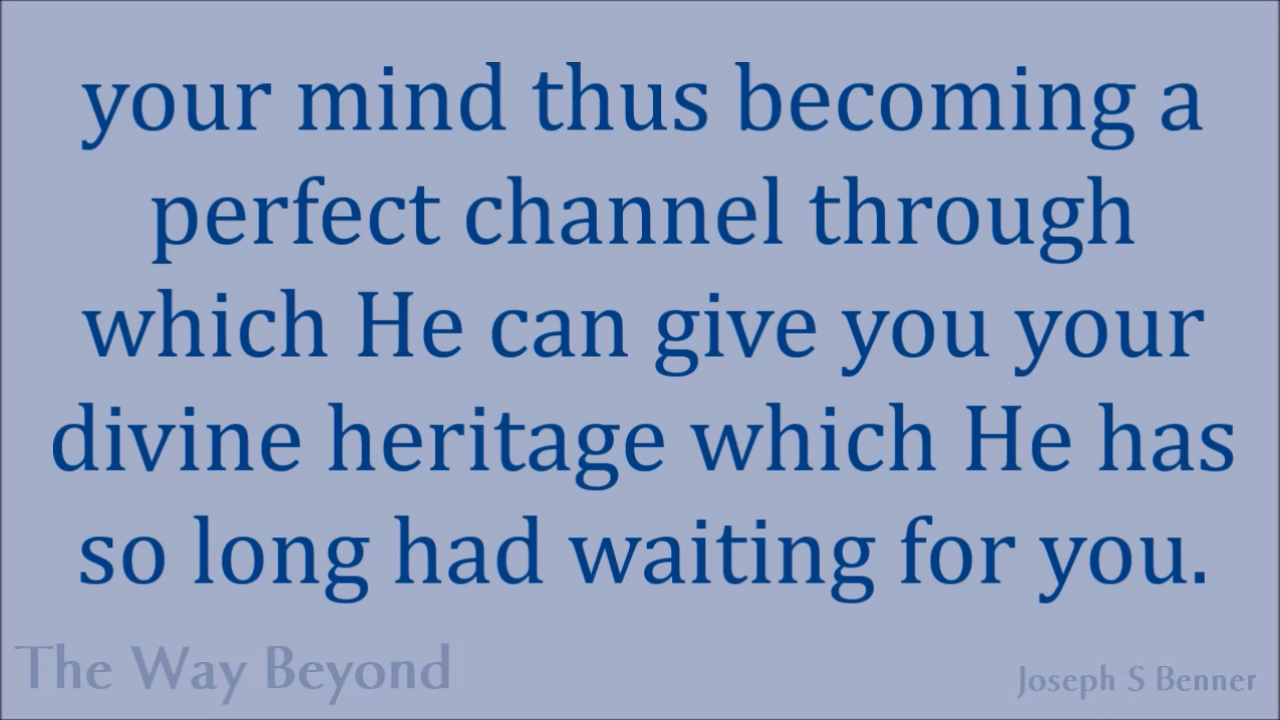 your mind thus becoming a
perfect channel through
which He can give you your
divine heritage which He has
so long had waiting for you.
The Way Beyond
Joseph S Benner